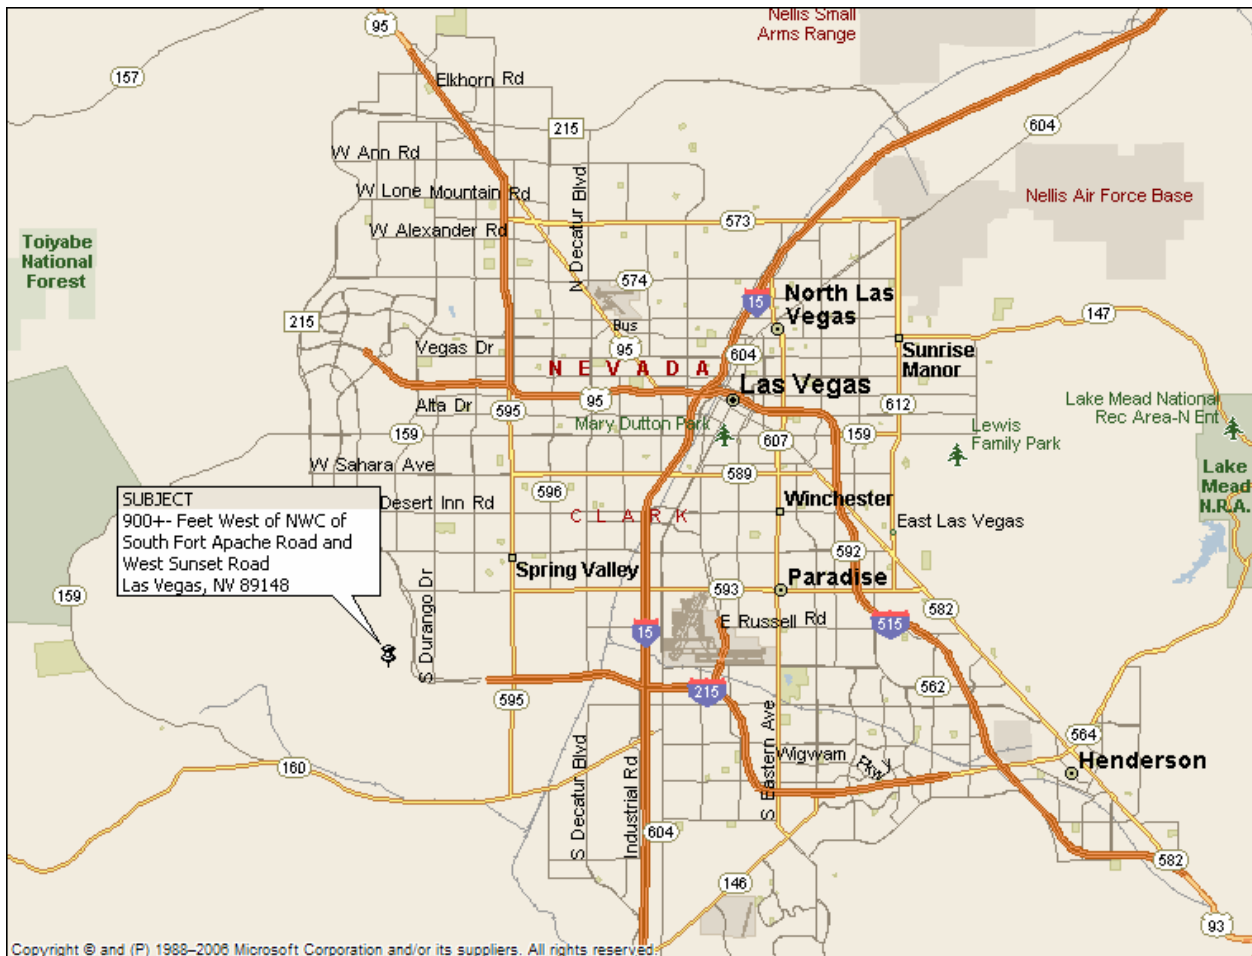 Nellis Small
Arms Range
95
157
Elkhorn Rd
215
604
W Ann Rd
W Lone Mountain Rd
Nellis Air Force Base
573
W Alexander Rd
N Decatur Blvd
Toiyabe
National
Forest
574
15
North Las
Vegas
147
215
Bus
95
Vegas Dr
604
Sunrise
Manor
NEVADA
Las Vegas
Lake Mead National
Rec Area-N Ent
Alta Dr
595
95
612
Mary Dutton Park
159
607
159
Lewis
Family Park
W Sahara Ave
589
Lake
Mead
N.R.A.
596
SUBJECT
900+- Feet West of NWC of
South Fort Apache Road and
West Sunset Road
Las Vegas, NV 89148
Desert Inn Rd
Winchester
CLARK
East Las Vegas
592
Spring Valley
Paradise
593
159
582
S Durango Dr
E Russell Rd
515
15
215
562
595
S Eastern Ave
564
Wigwam Pkwy
Henderson
160
S Decatur Blvd
Industrial Rd
604
582
146
93
Copyright © and (P) 1988–2006 Microsoft Corporation and/or its suppliers. All rights reserved.